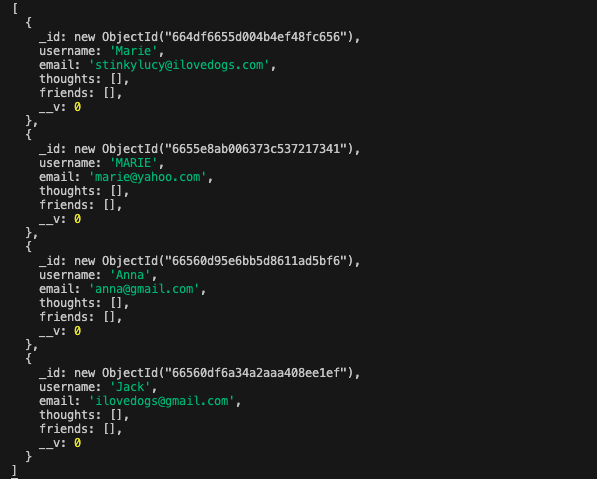 [
  {
    _id: new ObjectId("664df6655d004b4ef48fc656"),
    username: 'Marie',
    email: 'stinkylucy@ilovedogs.com',
    thoughts: [],
    friends: [],
    __v: 0
  },
  {
    _id: new ObjectId("6655e8ab006373c537217341"),
    username: 'MARIE',
    email: 'marie@yahoo.com',
    thoughts: [],
    friends: [],
    __v: 0
  },
  {
    _id: new ObjectId("66560d95e6bb5d8611ad5bf6"),
    username: 'Anna',
    email: 'anna@gmail.com',
    thoughts: [],
    friends: [],
    __v: 0
  },
  {
    _id: new ObjectId("66560df6a34a2aaa408ee1ef"),
    username: 'Jack',
    email: 'ilovedogs@gmail.com',
    thoughts: [],
    friends: [],
    __v: 0
  }
]